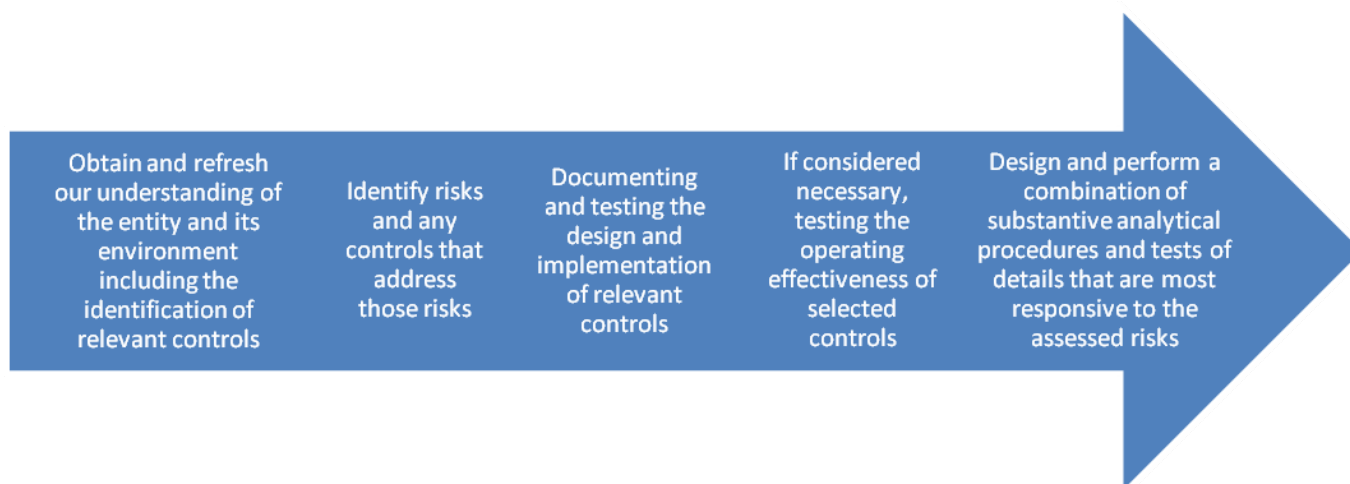 Obtain and refresh
our understanding of
the entity and its
environment
including the
identification of
relevant controls
Identify risks
and any
controls that
address
those risks
Documenting
and testing the
design and
implementation
of relevant
controls
If considered
necessary,
testing the
operating
effectiveness of
selected
controls
Design and perform a
combination of
substantive analytical
procedures and tests of
details that are most
responsive to the
assessed risks